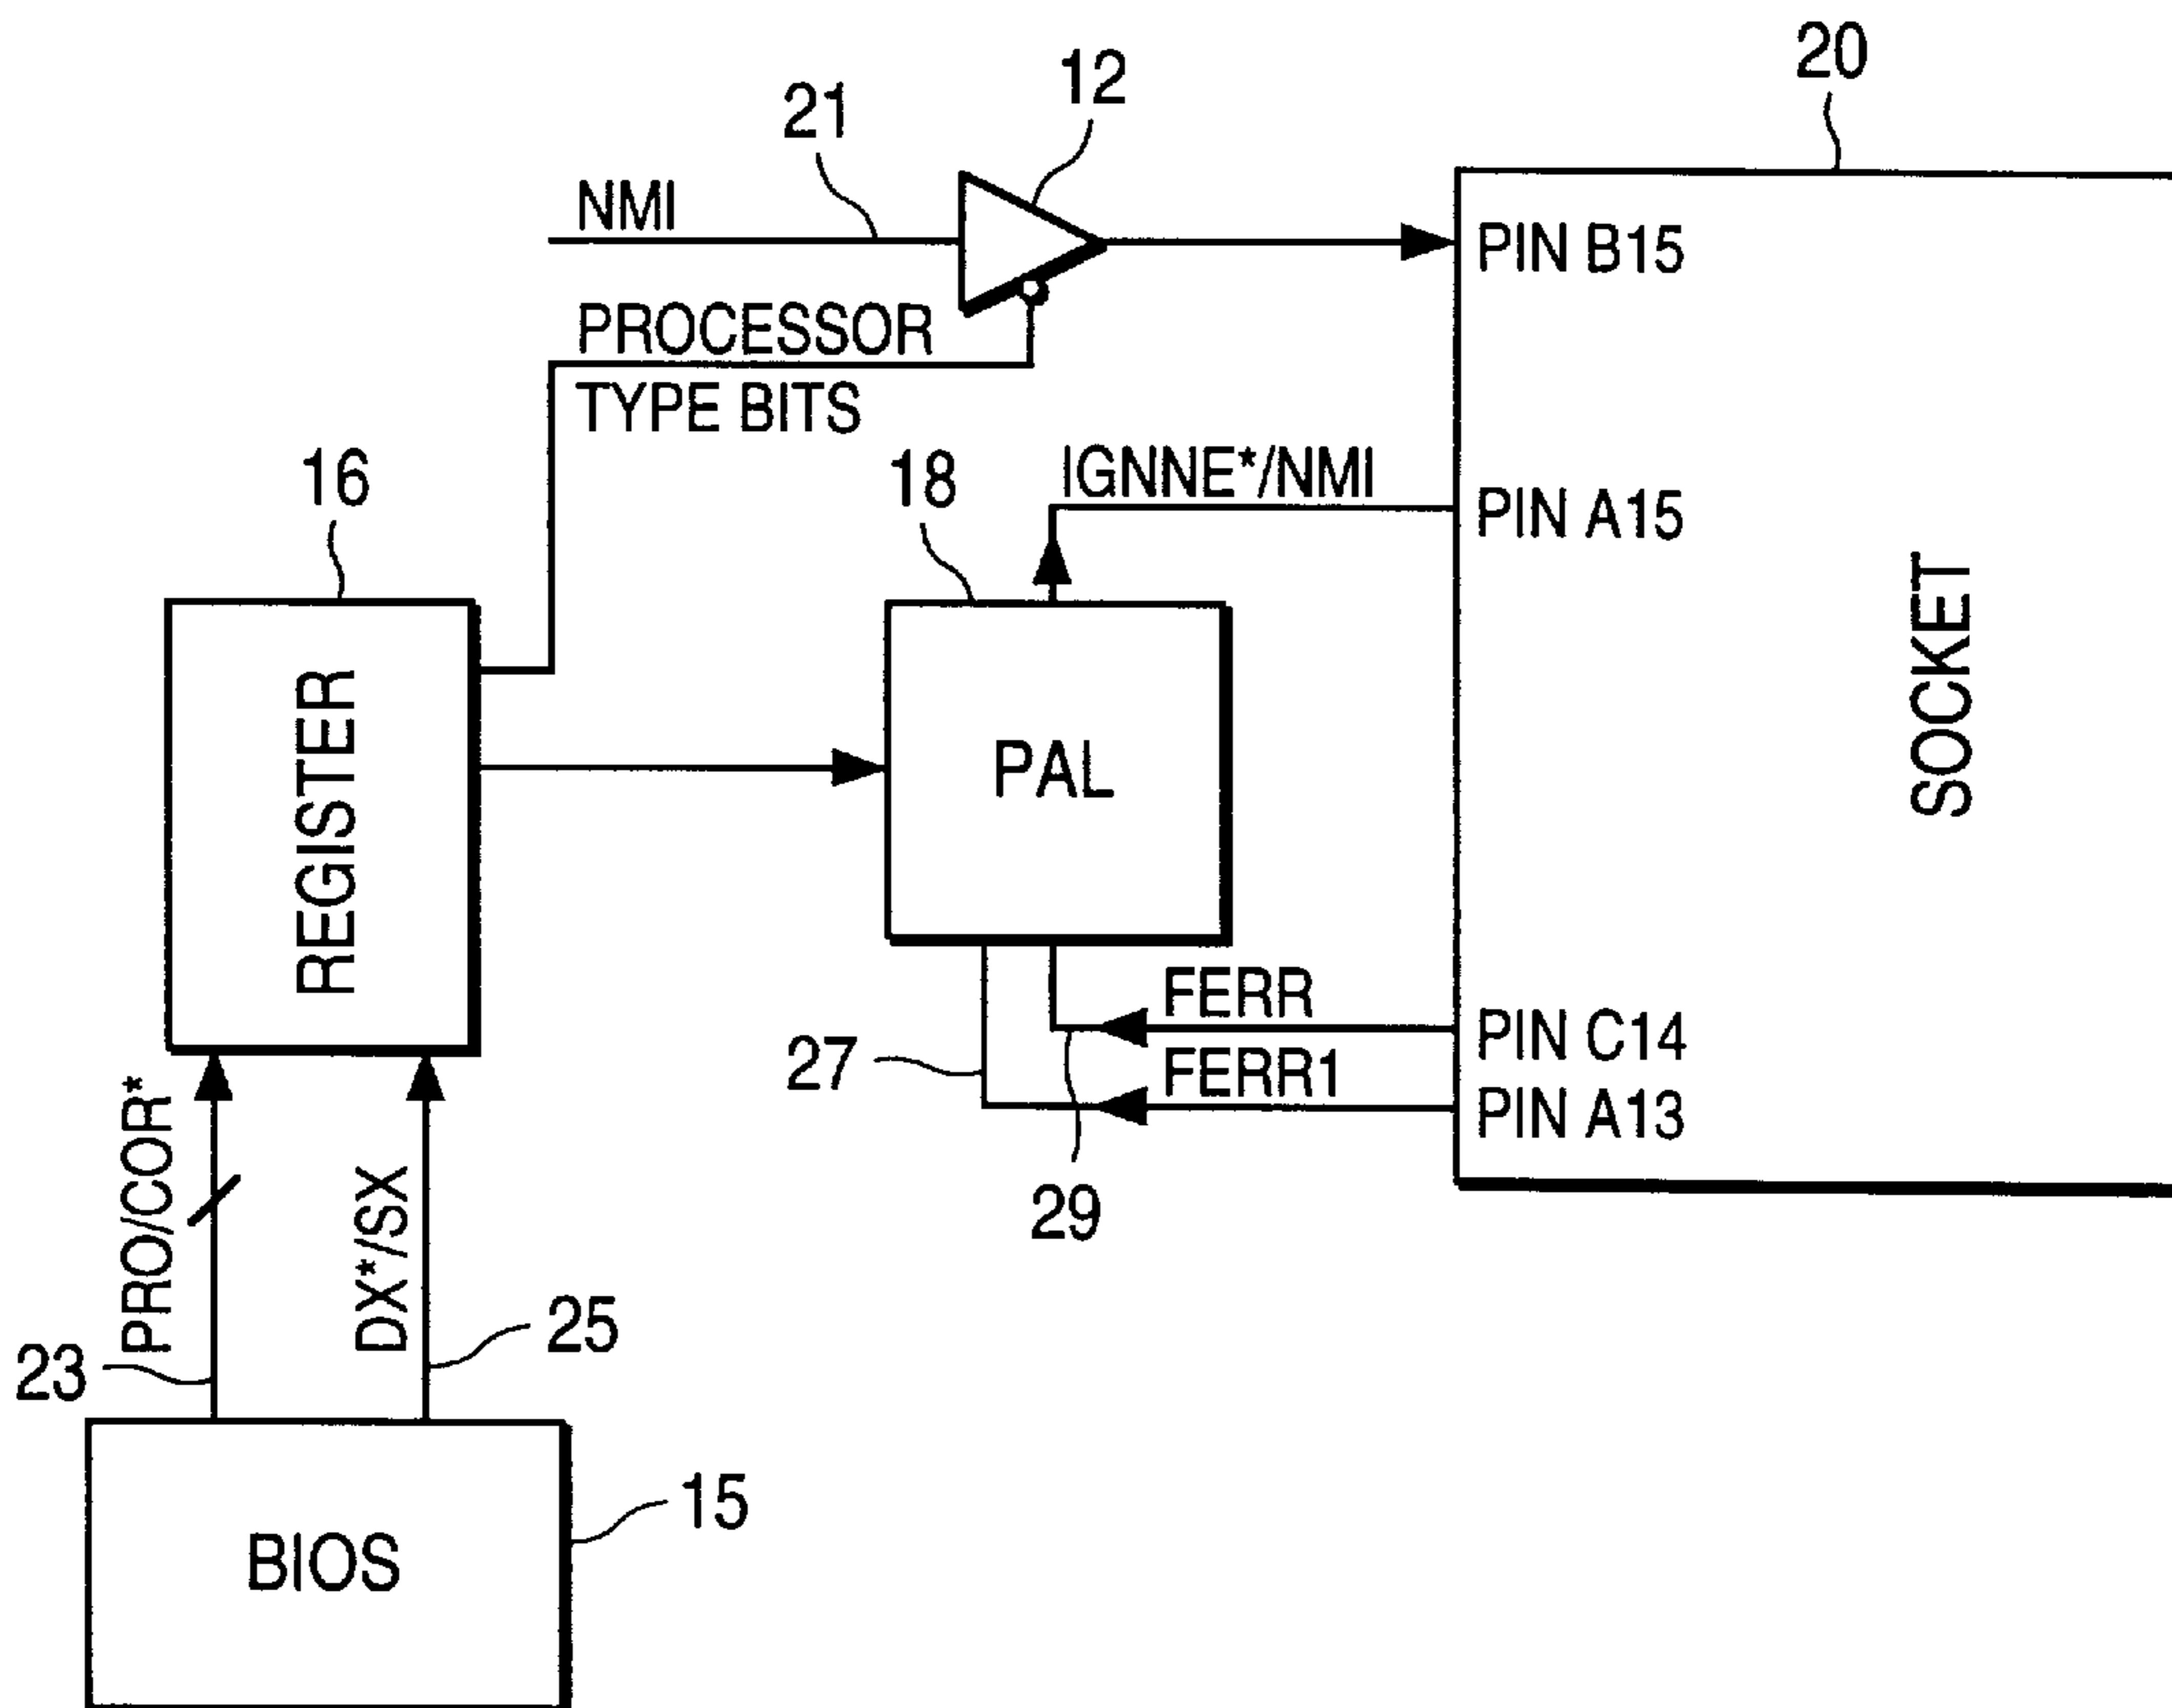 20
12
21
NMI
PIN B15
PROCESSOR
TYPE BITS
16
18
IGNNE*/NMI
PIN A15
SOCKET
REGISTER
PAL
FERR
PIN C14
27
FERR1
PIN A13
29
PRO/COR*
DX*/SX
23
25
15
BIOS